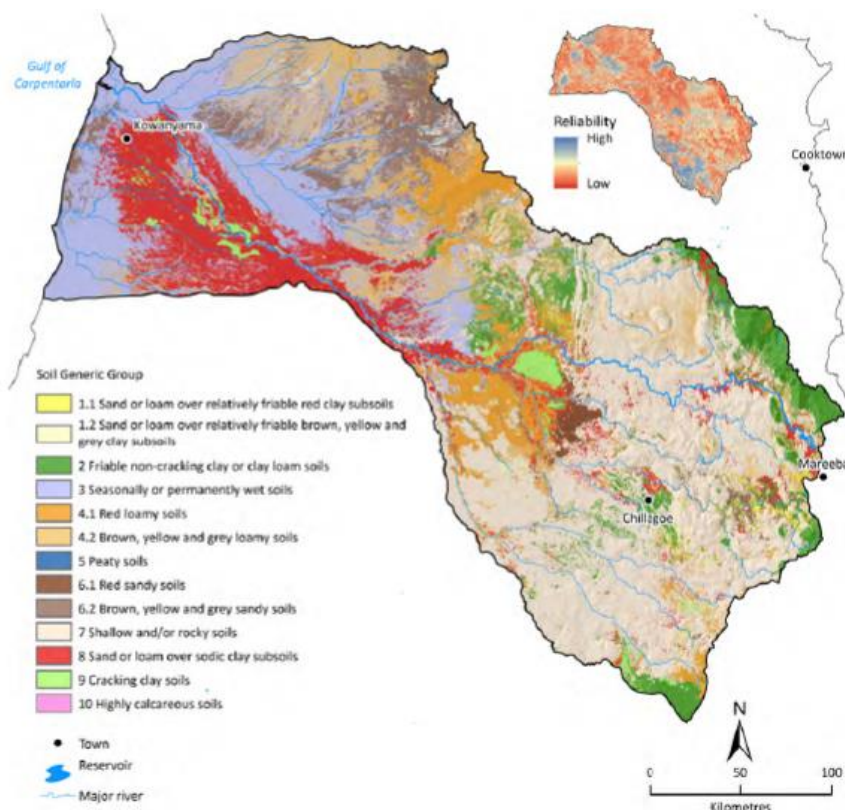 Gulf of
Carpentaria
Kowanyama
Reliability
High
Low
Cooktown
Soil Generic Group
1.1 Sand or loam over relatively friable red clay subsoils
1.2 Sand or loam over relatively friable brown, yellow and
grey clay subsoils
2 Friable non-cracking clay or clay loam soils
3 Seasonally or permanently wet soils
4.1 Red loamy soils
4.2 Brown, yellow and grey loamy soils
5 Peaty soils
6.1 Red sandy soils
6.2 Brown, yellow and grey sandy soils
7 Shallow and/or rocky soils
8 Sand or loam over sodic clay subsoils
9 Cracking clay soils
10 Highly calcareous soils
Town
Reservoir
Major river
Mareeba
Chillagoe
N
0 50 100
Kilometres